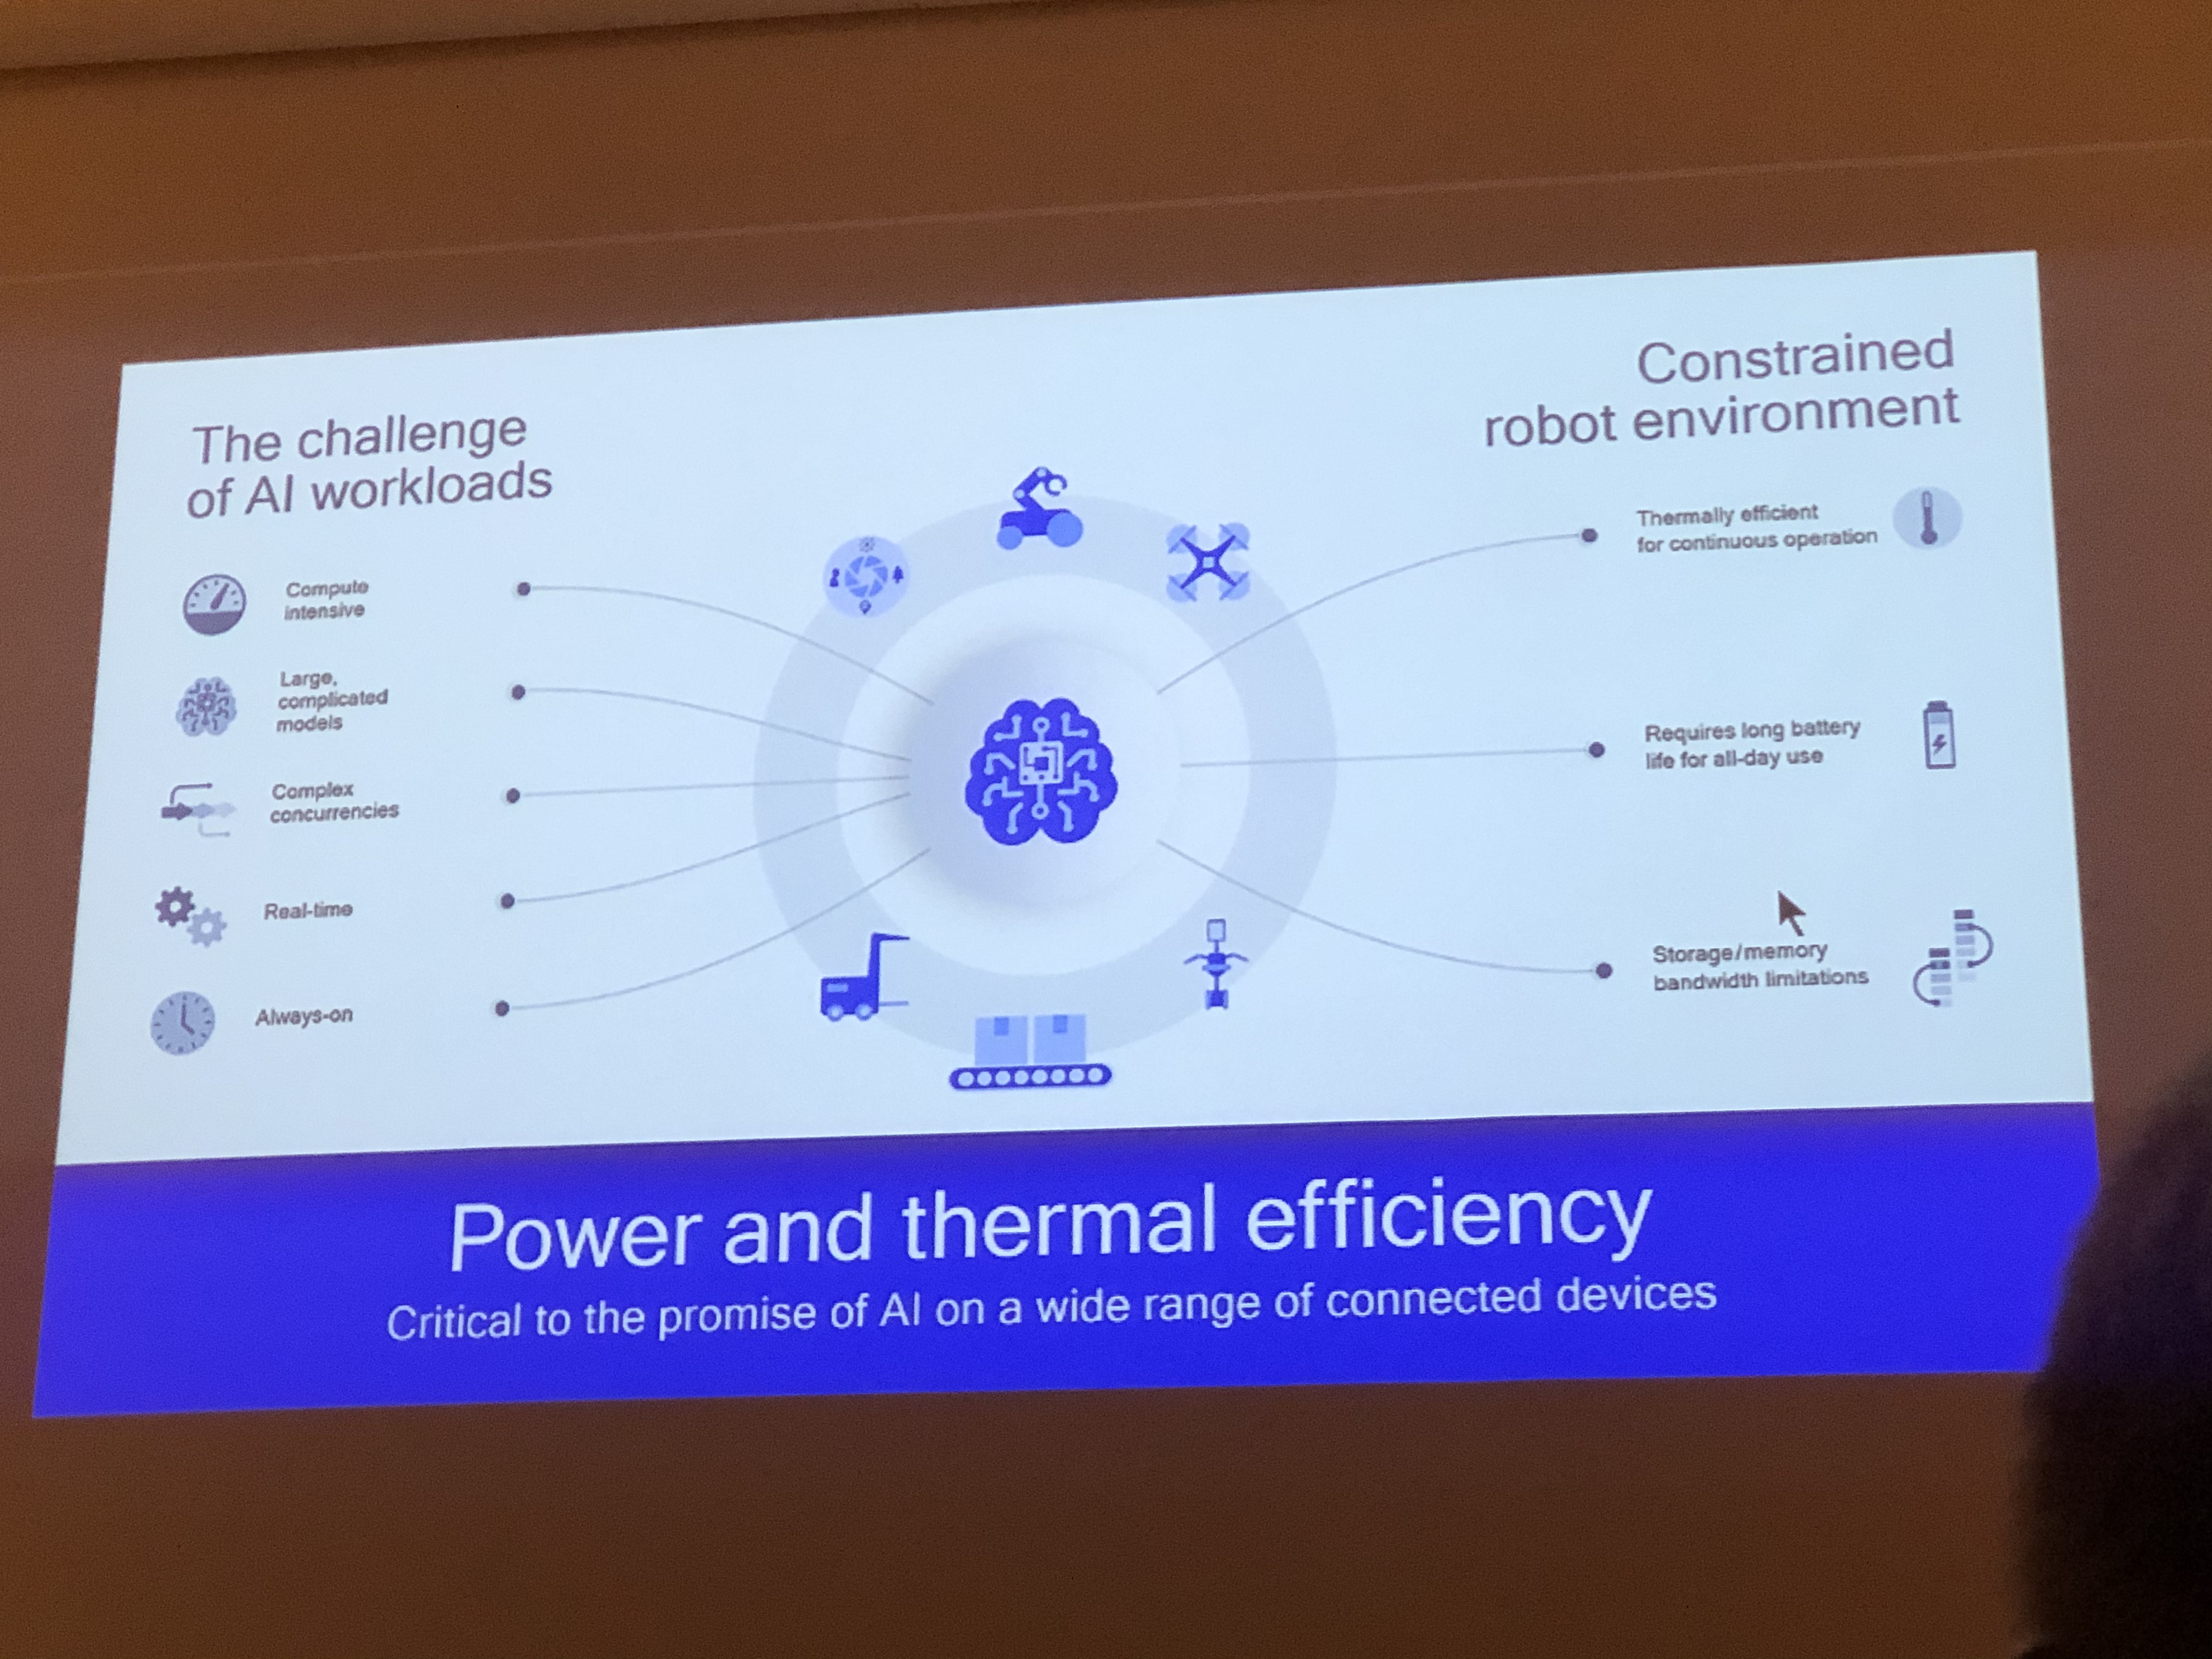 The challenge
of AI workloads
Compute
intensive
Large,
complicated
models
Complex
concurrencies
Real-time
Always-on
Constrained
robot environment
Thermally efficient
for continuous operation
Requires long battery
life for all-day use
Storage/memory
bandwidth limitations
Power and thermal efficiency
Critical to the promise of AI on a wide range of connected devices